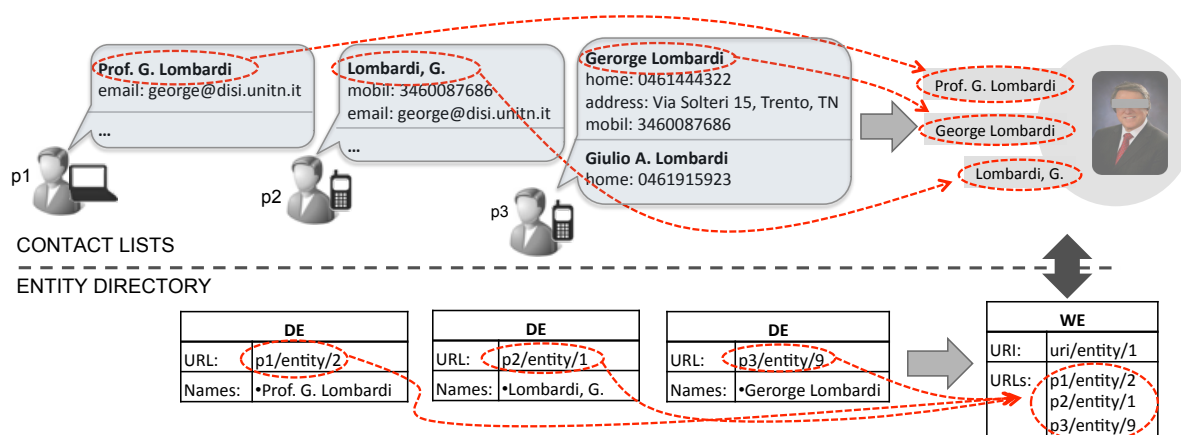 Prof. G. Lombardi
email: george@disi.unitn.it
...
p1
Lombardi, G.
mobil: 3460087686
email: george@disi.unitn.it
...
p2
Gerorge Lombardi
home: 0461444322
address: Via Solteri 15, Trento, TN
mobil: 3460087686
Giulio A. Lombardi
home: 0461915923
p3
Prof. G. Lombardi
George Lombardi
Lombardi, G.
CONTACT LISTS
ENTITY DIRECTORY
DE
URL: p1/entity/2
Names: •Prof. G. Lombardi
DE
URL: p2/entity/1
Names: •Lombardi, G.
DE
URL: p3/entity/9
Names: •Gerorge Lombardi
WE
URI: uri/entity/1
URLs: p1/entity/2
p2/entity/1
p3/entity/9